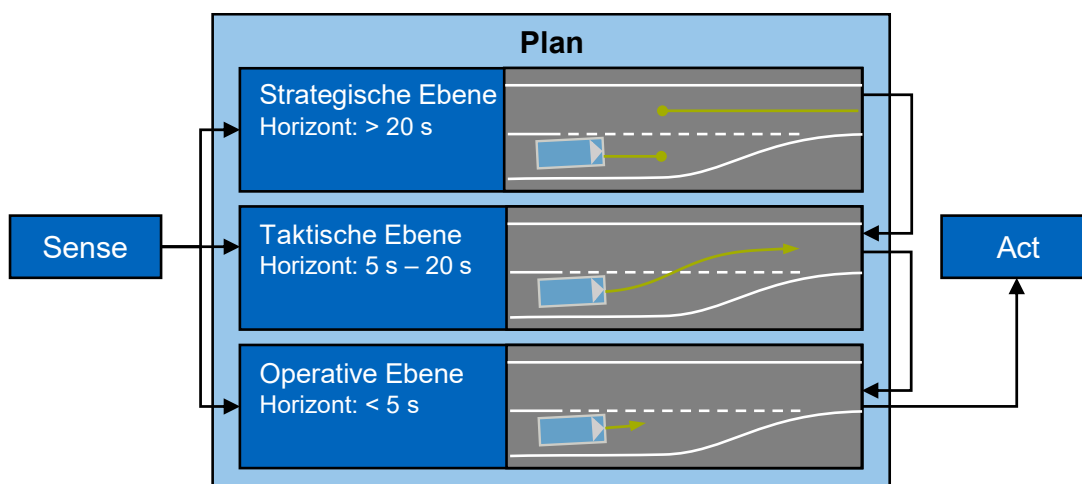 Plan
Strategische Ebene
Horizont: > 20 s
Sense
Taktische Ebene
Horizont: 5 s – 20 s
Act
Operative Ebene
Horizont: < 5 s